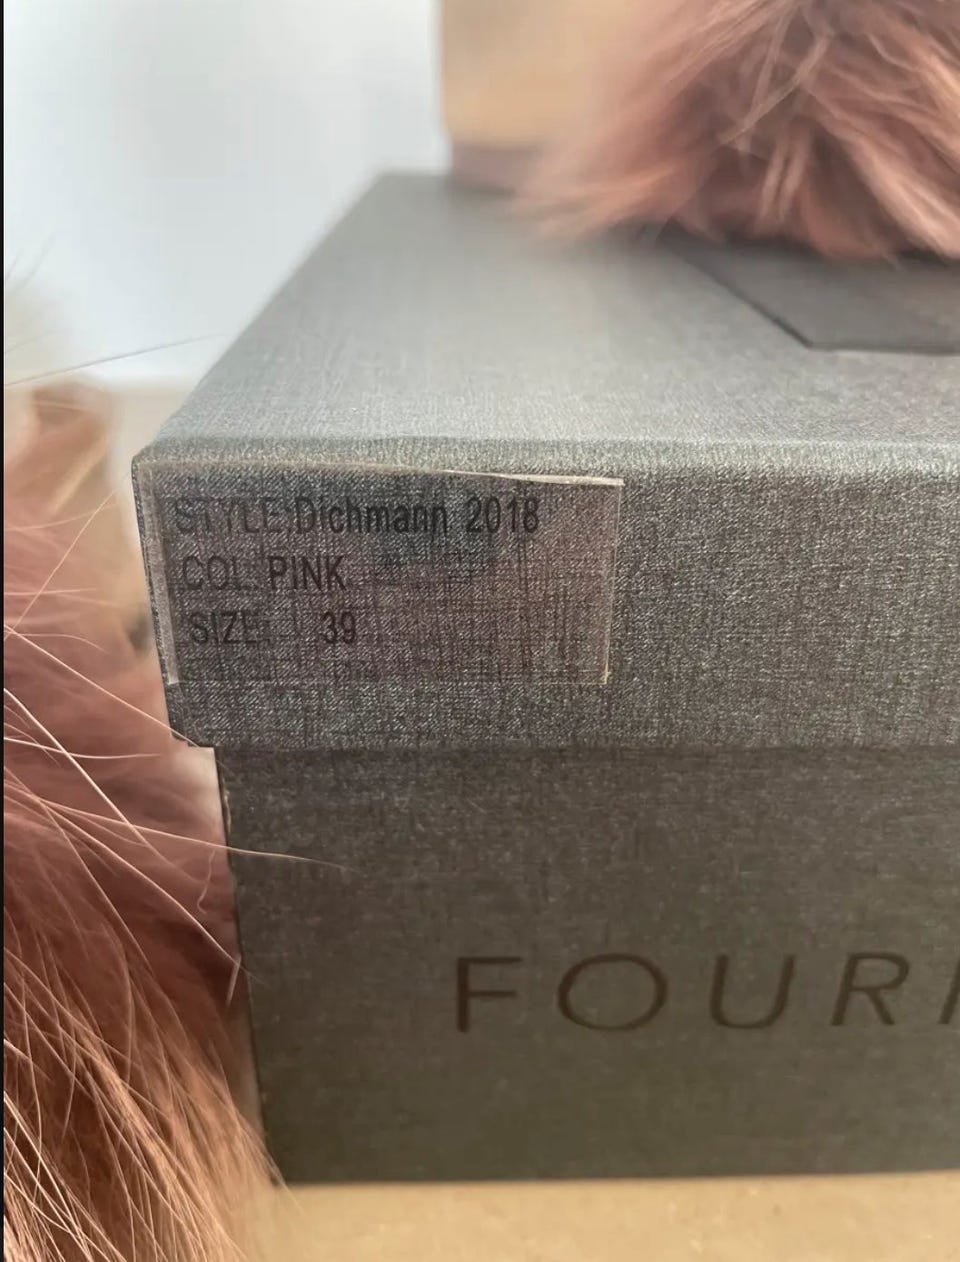 STYLE:Dichmann 2018
COL: PINK
SIZE: 39
FOUR